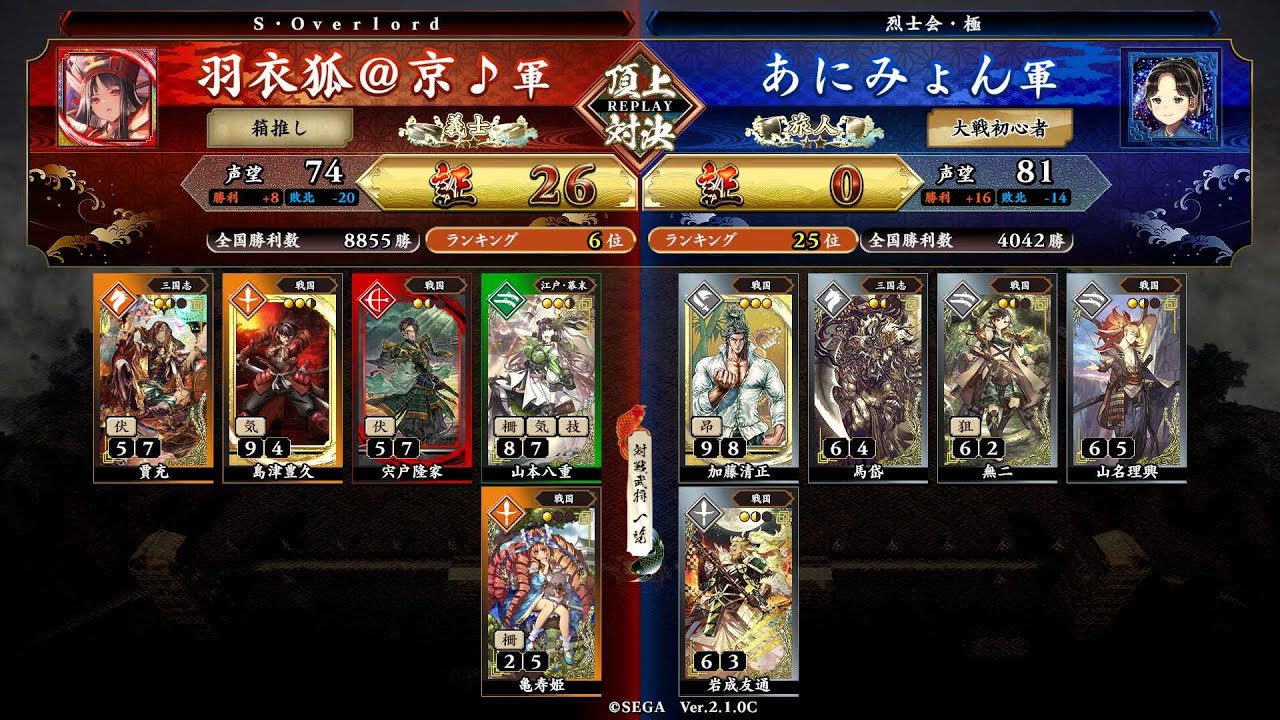 S・Overlord
烈士会・極
羽衣狐@京♪軍
頂上
REPLAY
対決
あにみょん軍
箱推し
義士
旅人
大戦初心者
声望 74
勝利 +8 敗北 -20
証 26
証 0
声望 81
勝利 +16 敗北 -14
全国勝利数 8855勝
ランキング 6位
ランキング 25位
全国勝利数 4042勝
三国志
伏
5 7
賈充
戦国
気
9 4
島津豊久
戦国
伏
5 7
宍戸隆家
江戸・幕末
柵 気 技
8 7
山本八重
戦国
昂
9 8
加藤清正
三国志
6 4
馬岱
戦国
狙
6 2
無二
戦国
6 5
山名理興
対戦武将一覧
戦国
柵
2 5
亀寿姫
戦国
6 3
岩成友通
©SEGA Ver.2.1.0C